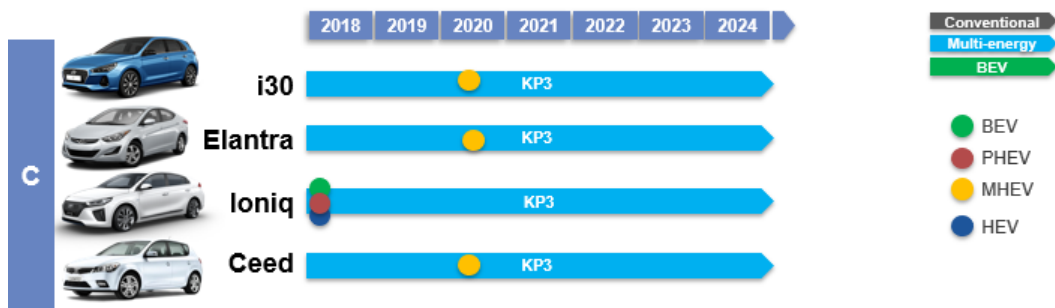 2018 2019 2020 2021 2022 2023 2024
Conventional
Multi-energy
BEV
C
i30 KP3
Elantra KP3
Ioniq KP3
Ceed KP3
BEV
PHEV
MHEV
HEV